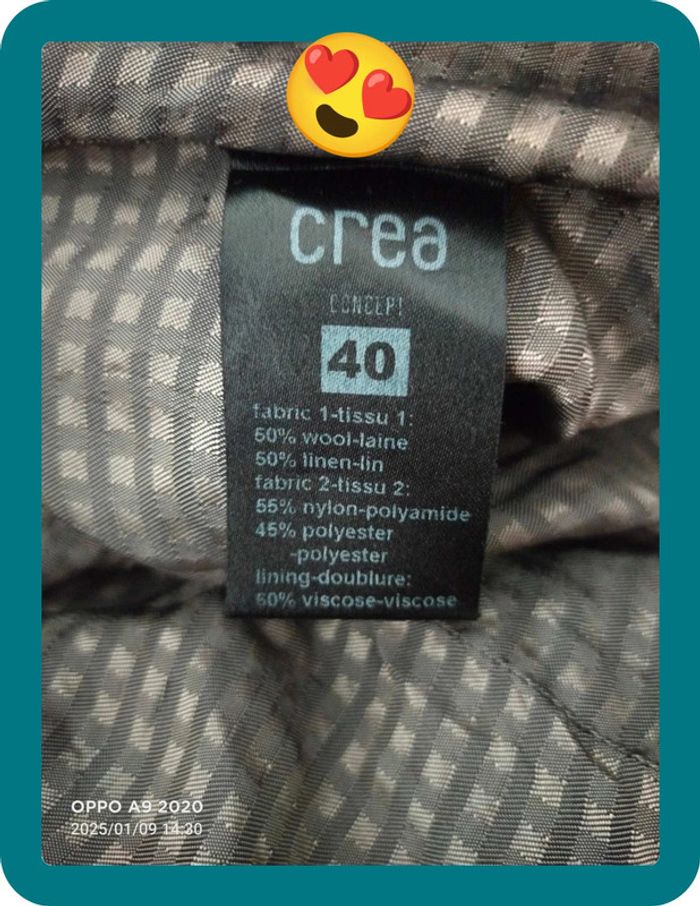 crea
CONCEPT
40
fabric 1-tissu 1:
50% wool-laine
50% linen-lin
fabric 2-tissu 2:
55% nylon-polyamide
45% polyester
-polyester
lining-doublure:
50% viscose-viscose
OPPO A9 2020
2025/01/09 14:30